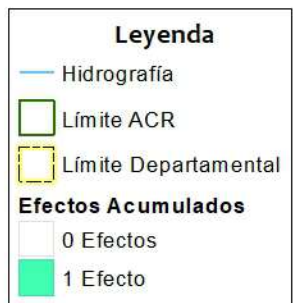 Leyenda
Hidrografía
Límite ACR
Límite Departamental
Efectos Acumulados
0 Efectos
1 Efecto